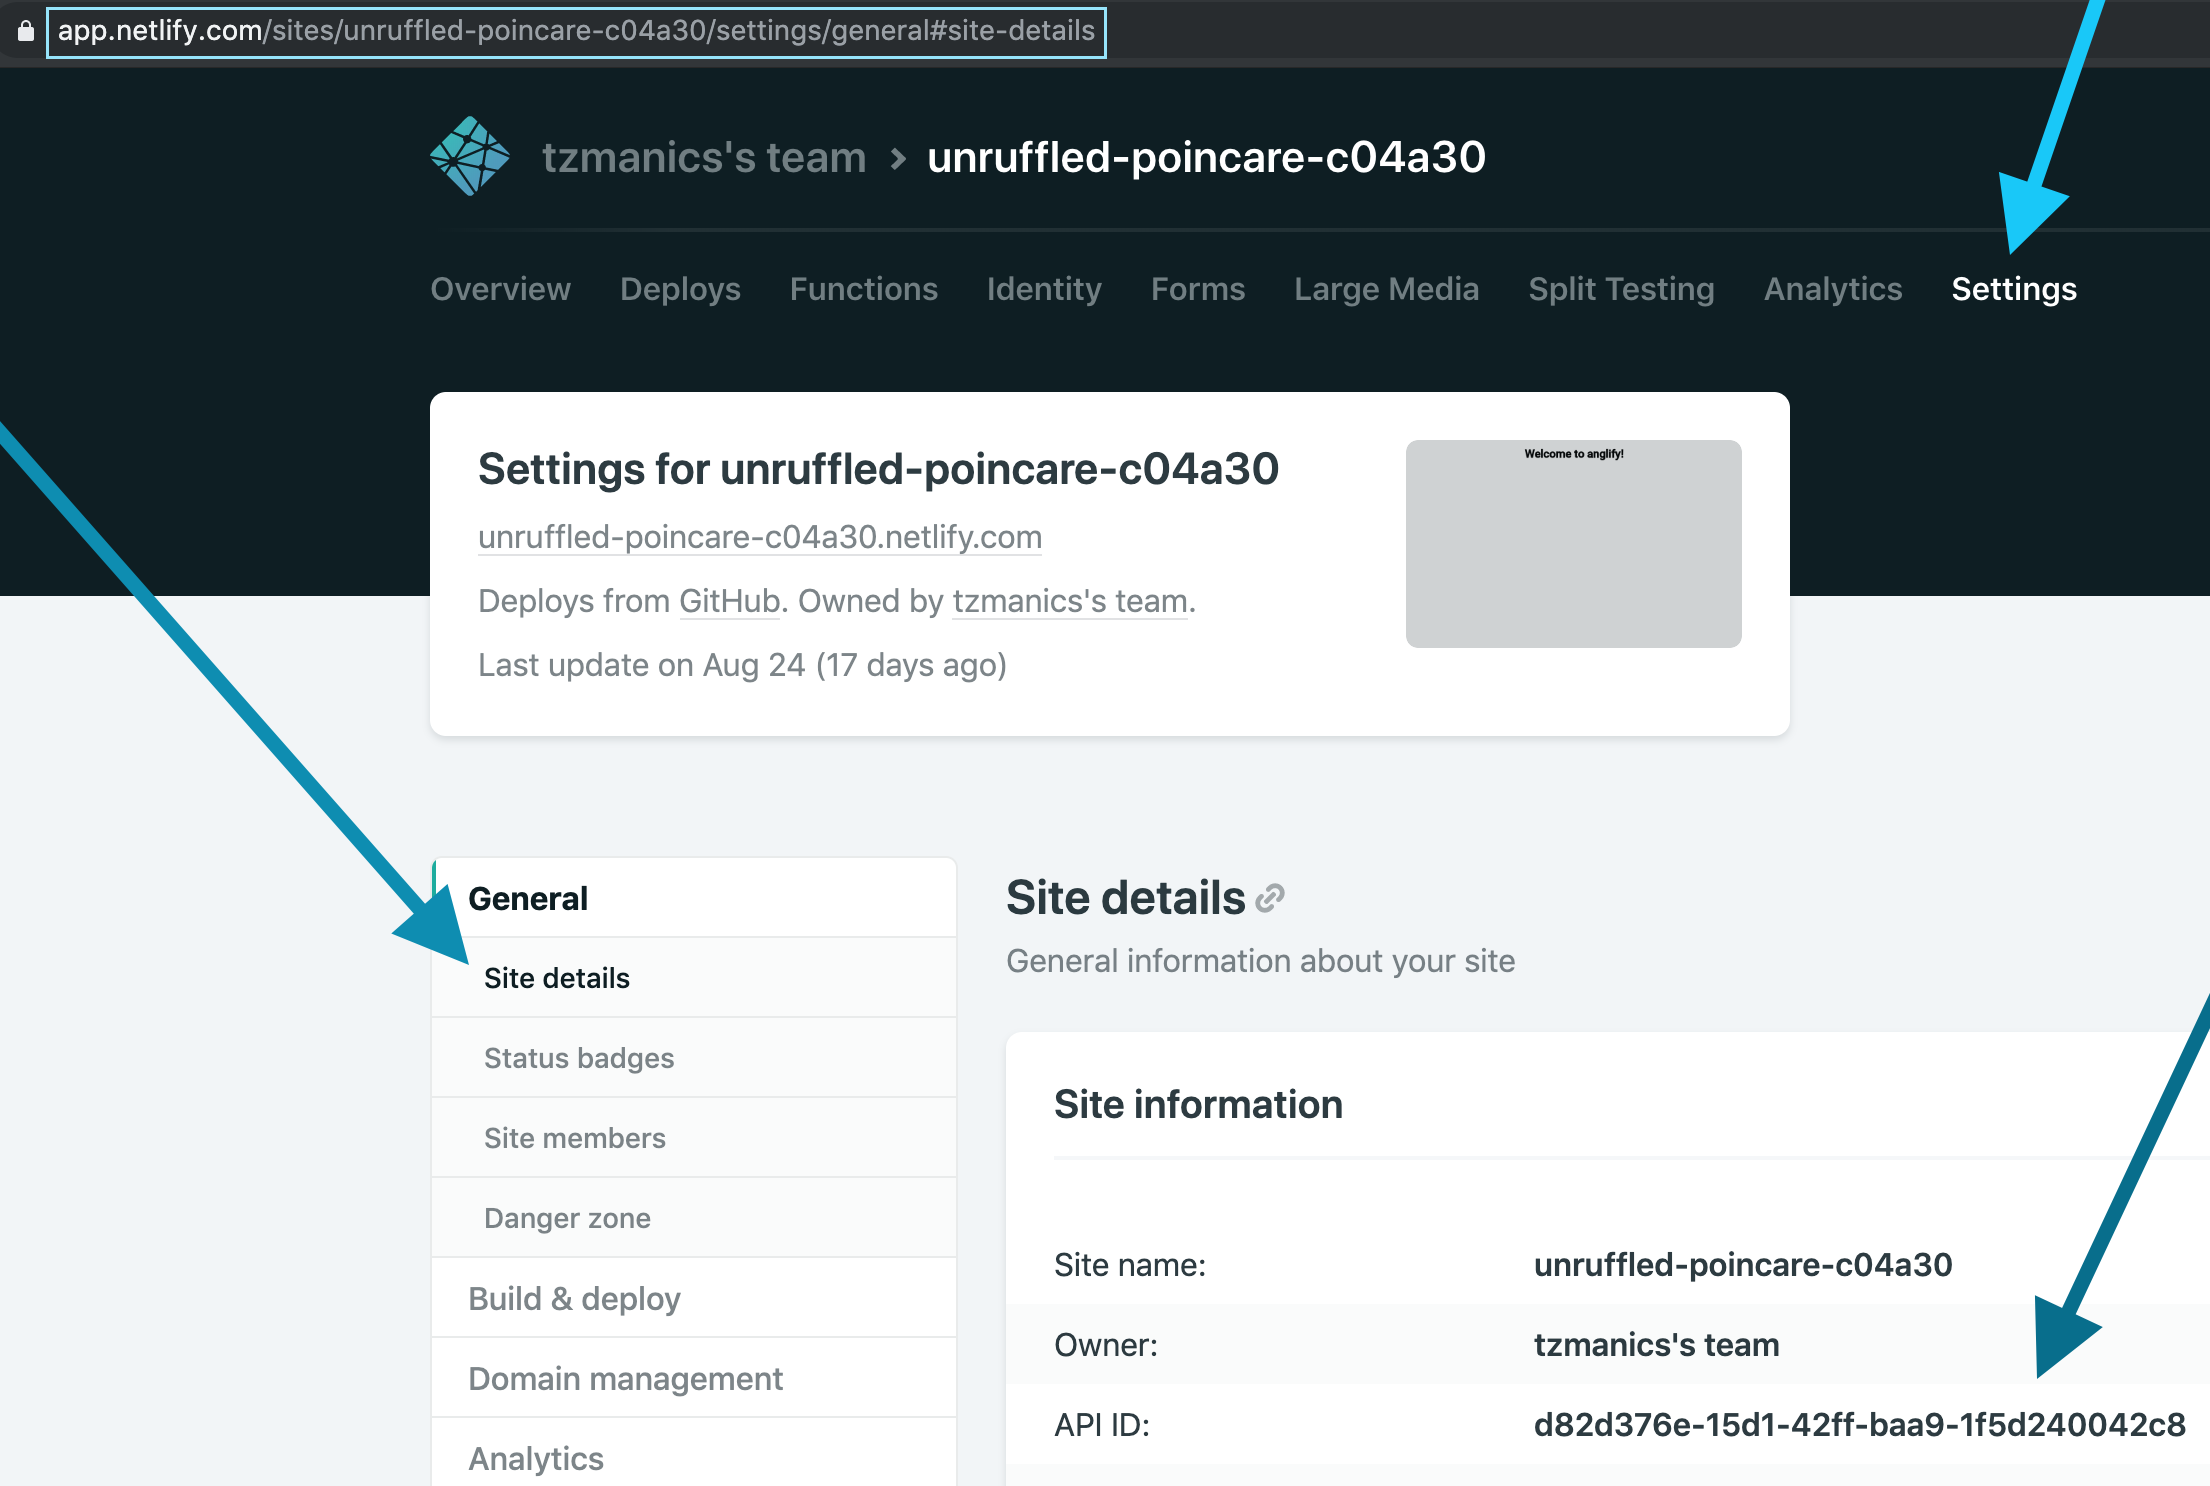 app.netlify.com/sites/unruffled-poincare-c04a30/settings/general#site-details
tzmanics's team > unruffled-poincare-c04a30
Overview Deploys Functions Identity Forms Large Media Split Testing Analytics Settings
Settings for unruffled-poincare-c04a30
unruffled-poincare-c04a30.netlify.com
Deploys from GitHub. Owned by tzmanics's team.
Last update on Aug 24 (17 days ago)
Welcome to anglify!
General
Site details
Status badges
Site members
Danger zone
Build & deploy
Domain management
Analytics
Site details
General information about your site
Site information
Site name: unruffled-poincare-c04a30
Owner: tzmanics's team
API ID: d82d376e-15d1-42ff-baa9-1f5d240042c8